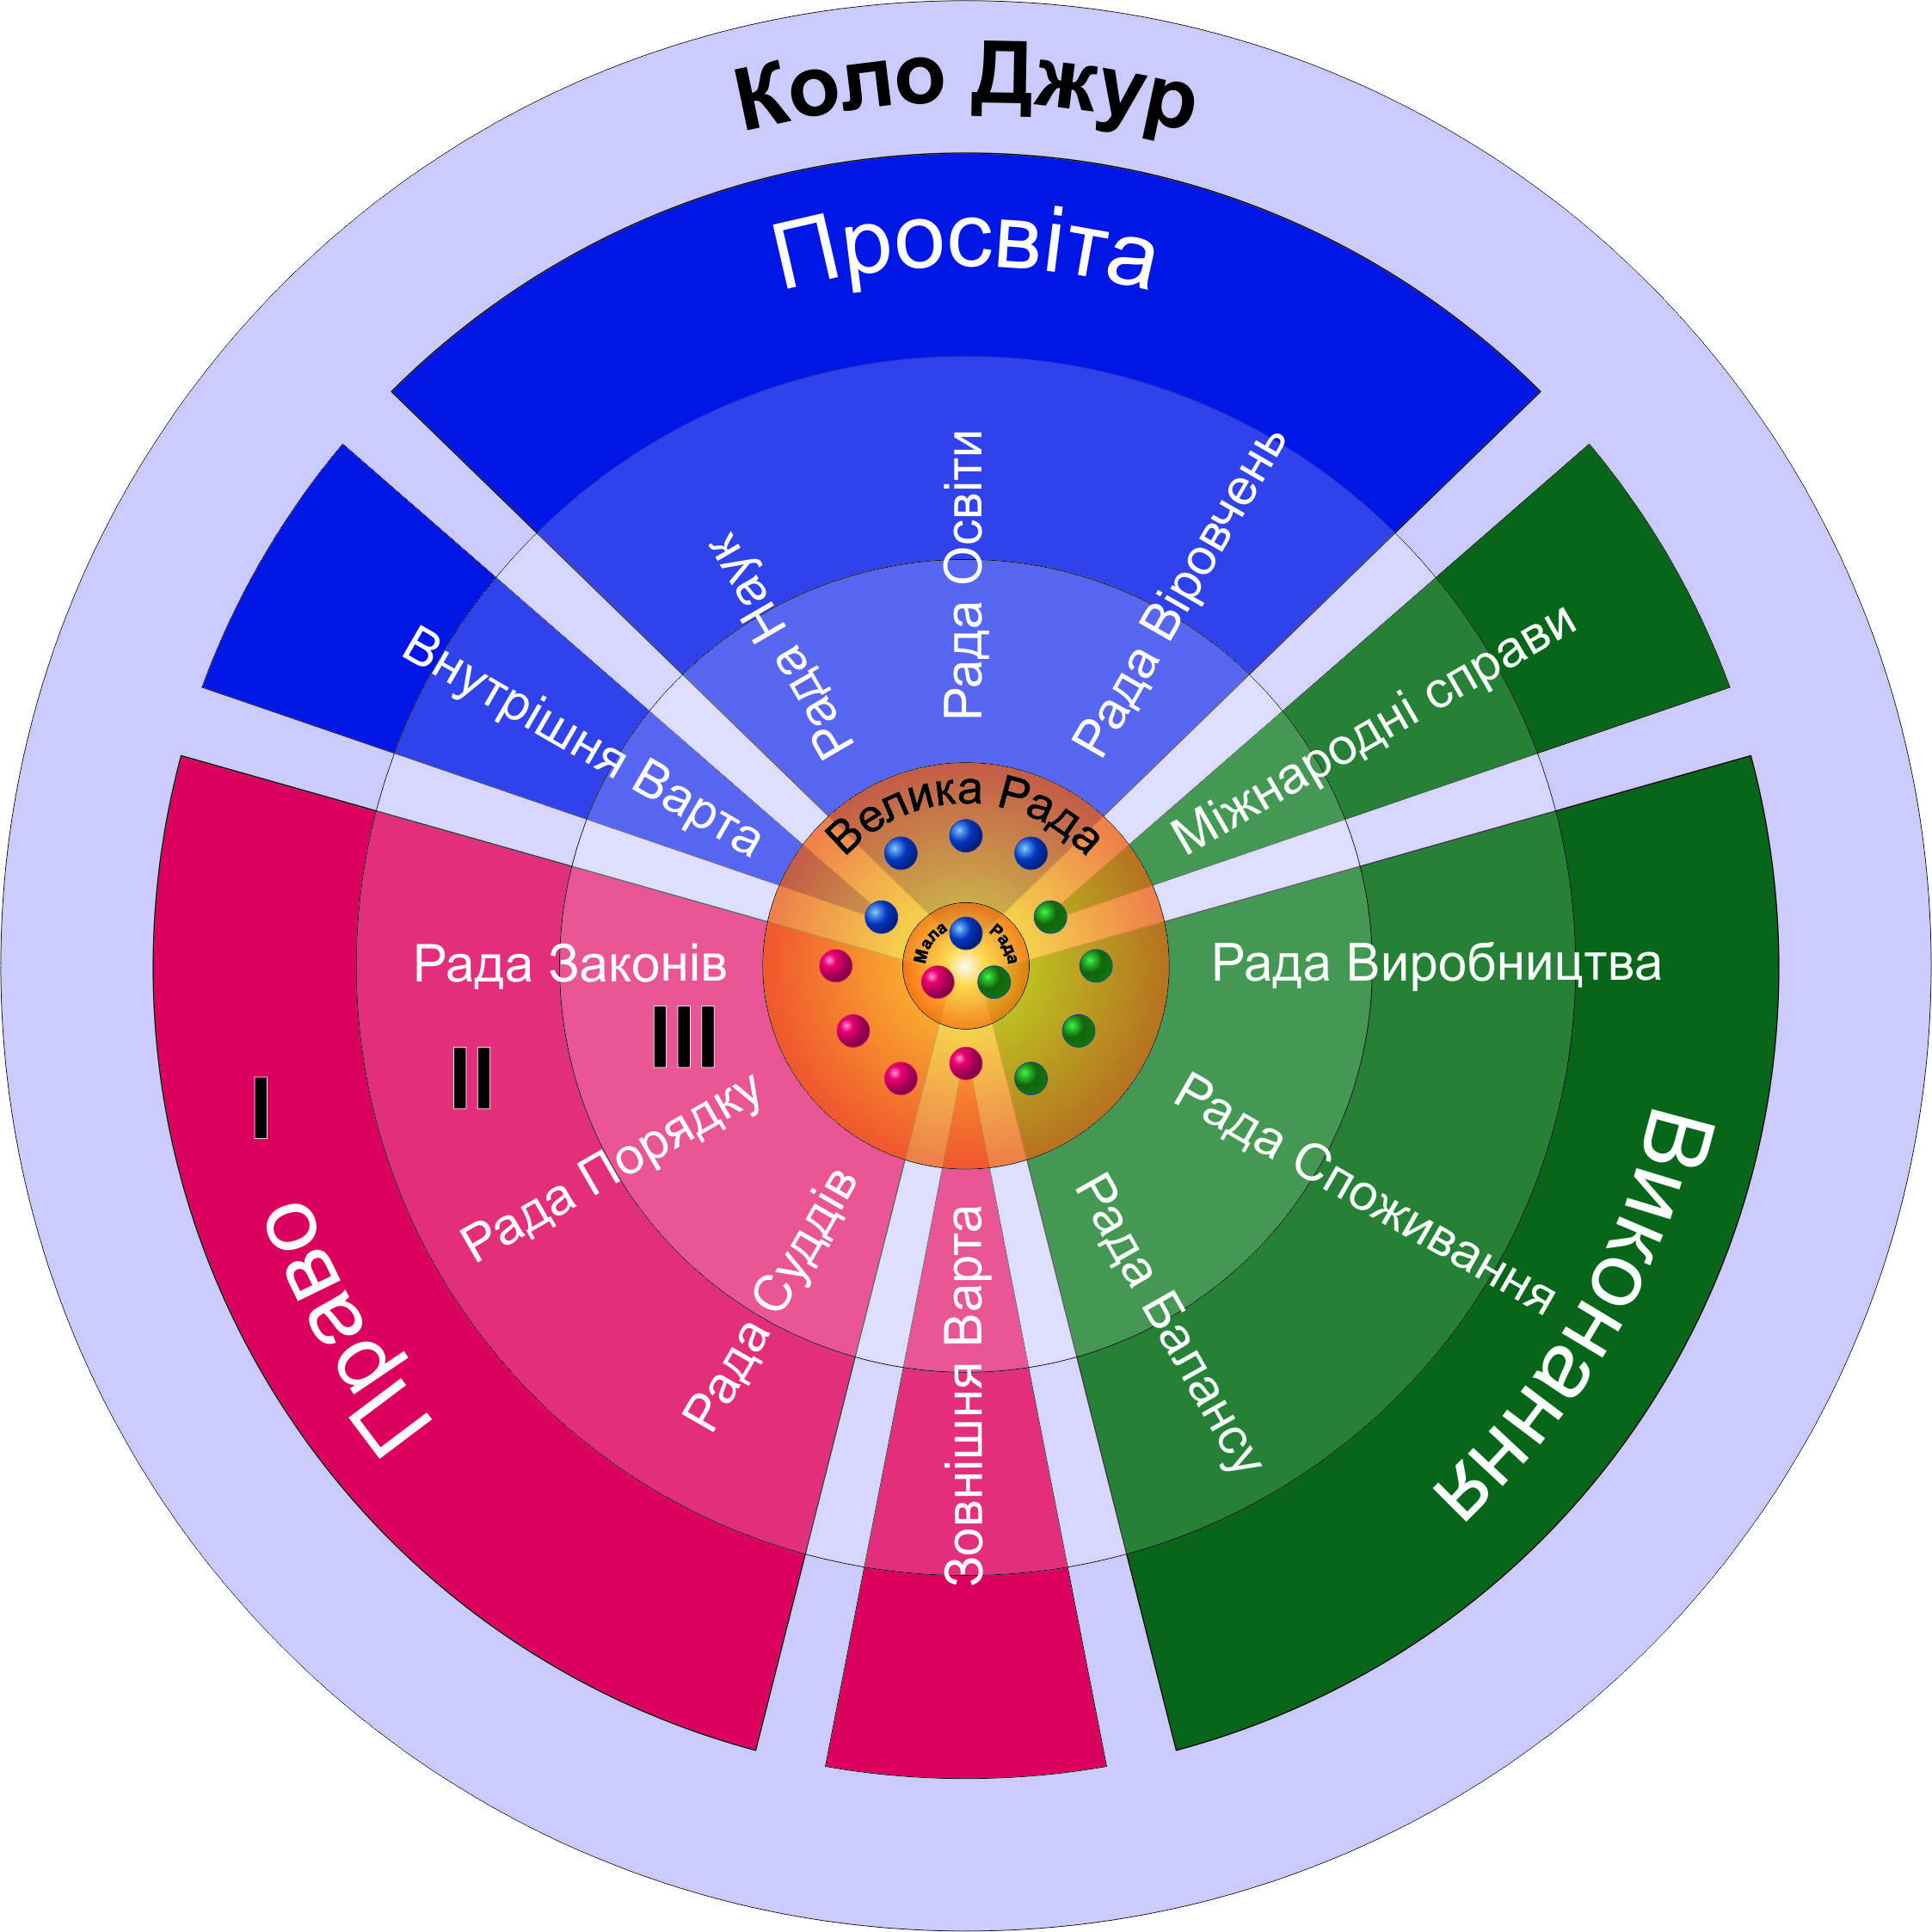 Коло Джур
Просвіта
Рада Наук
Рада Освіти
Рада Віровчень
Внутрішня Варта
Міжнародні справи
Велика Рада
Мала Рада
Рада Законів
Рада Виробництва
III
II
I
Рада Порядку
Рада Споживання
Рада Суддів
Зовнішня Варта
Рада Балансу
Право
Виконання